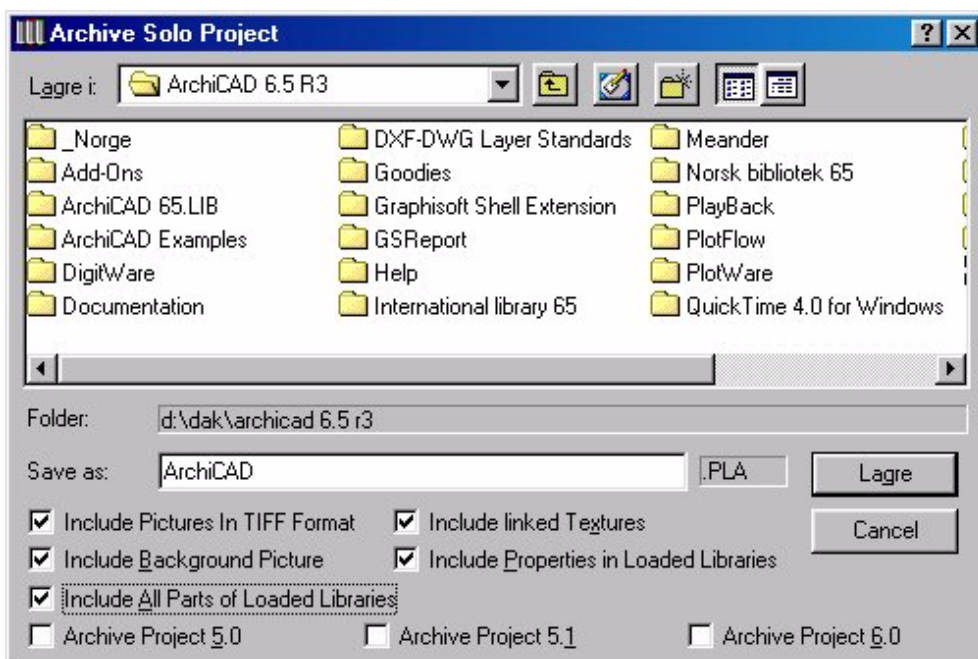 Archive Solo Project
Lagre i: ArchiCAD 6.5 R3
_Norge DXF-DWG Layer Standards Meander
Add-Ons Goodies Norsk bibliotek 65
ArchiCAD 65.LIB Graphisoft Shell Extension PlayBack
ArchiCAD Examples GSReport PlotFlow
DigitWare Help PlotWare
Documentation International library 65 QuickTime 4.0 for Windows
Folder: d:\dak\archicad 6.5 r3
Save as: ArchiCAD .PLA Lagre
Include Pictures In TIFF Format Include linked Textures Cancel
Include Background Picture Include Properties in Loaded Libraries
Include All Parts of Loaded Libraries
Archive Project 5.0 Archive Project 5.1 Archive Project 6.0